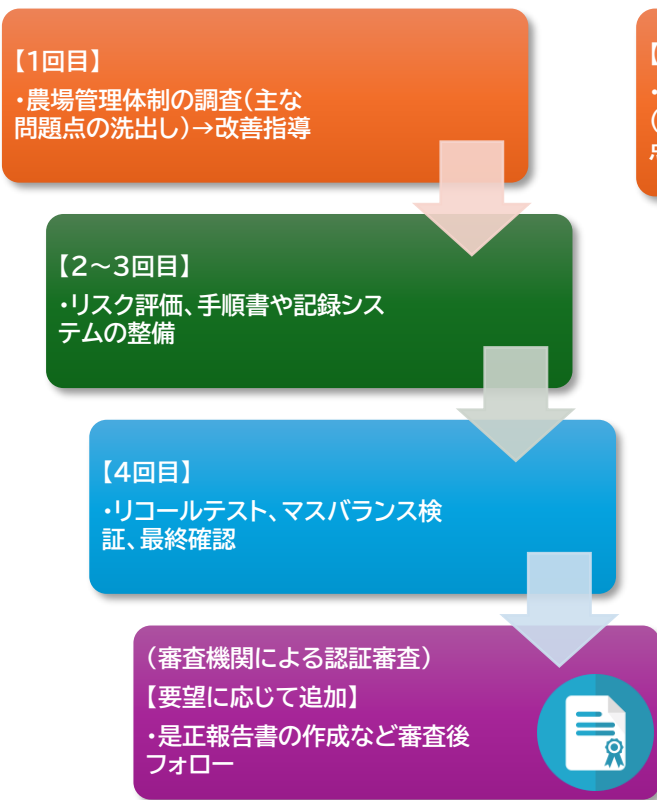 【1回目】
・農場管理体制の調査(主な
問題点の洗出し)→改善指導
【2～3回目】
・リスク評価、手順書や記録シス
テムの整備
【4回目】
・リコールテスト、マスバランス検
証、最終確認
(審査機関による認証審査)
【要望に応じて追加】
・是正報告書の作成など審査後
フォロー